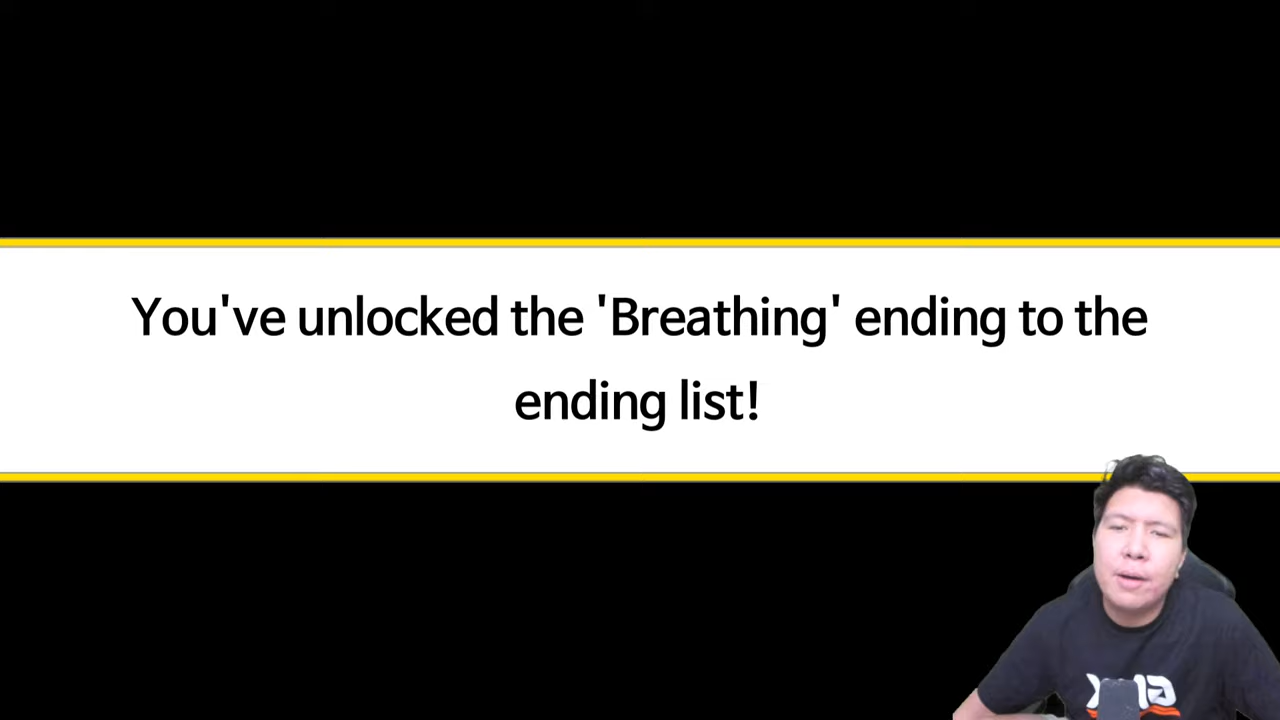 You've unlocked the 'Breathing' ending to the
ending list!